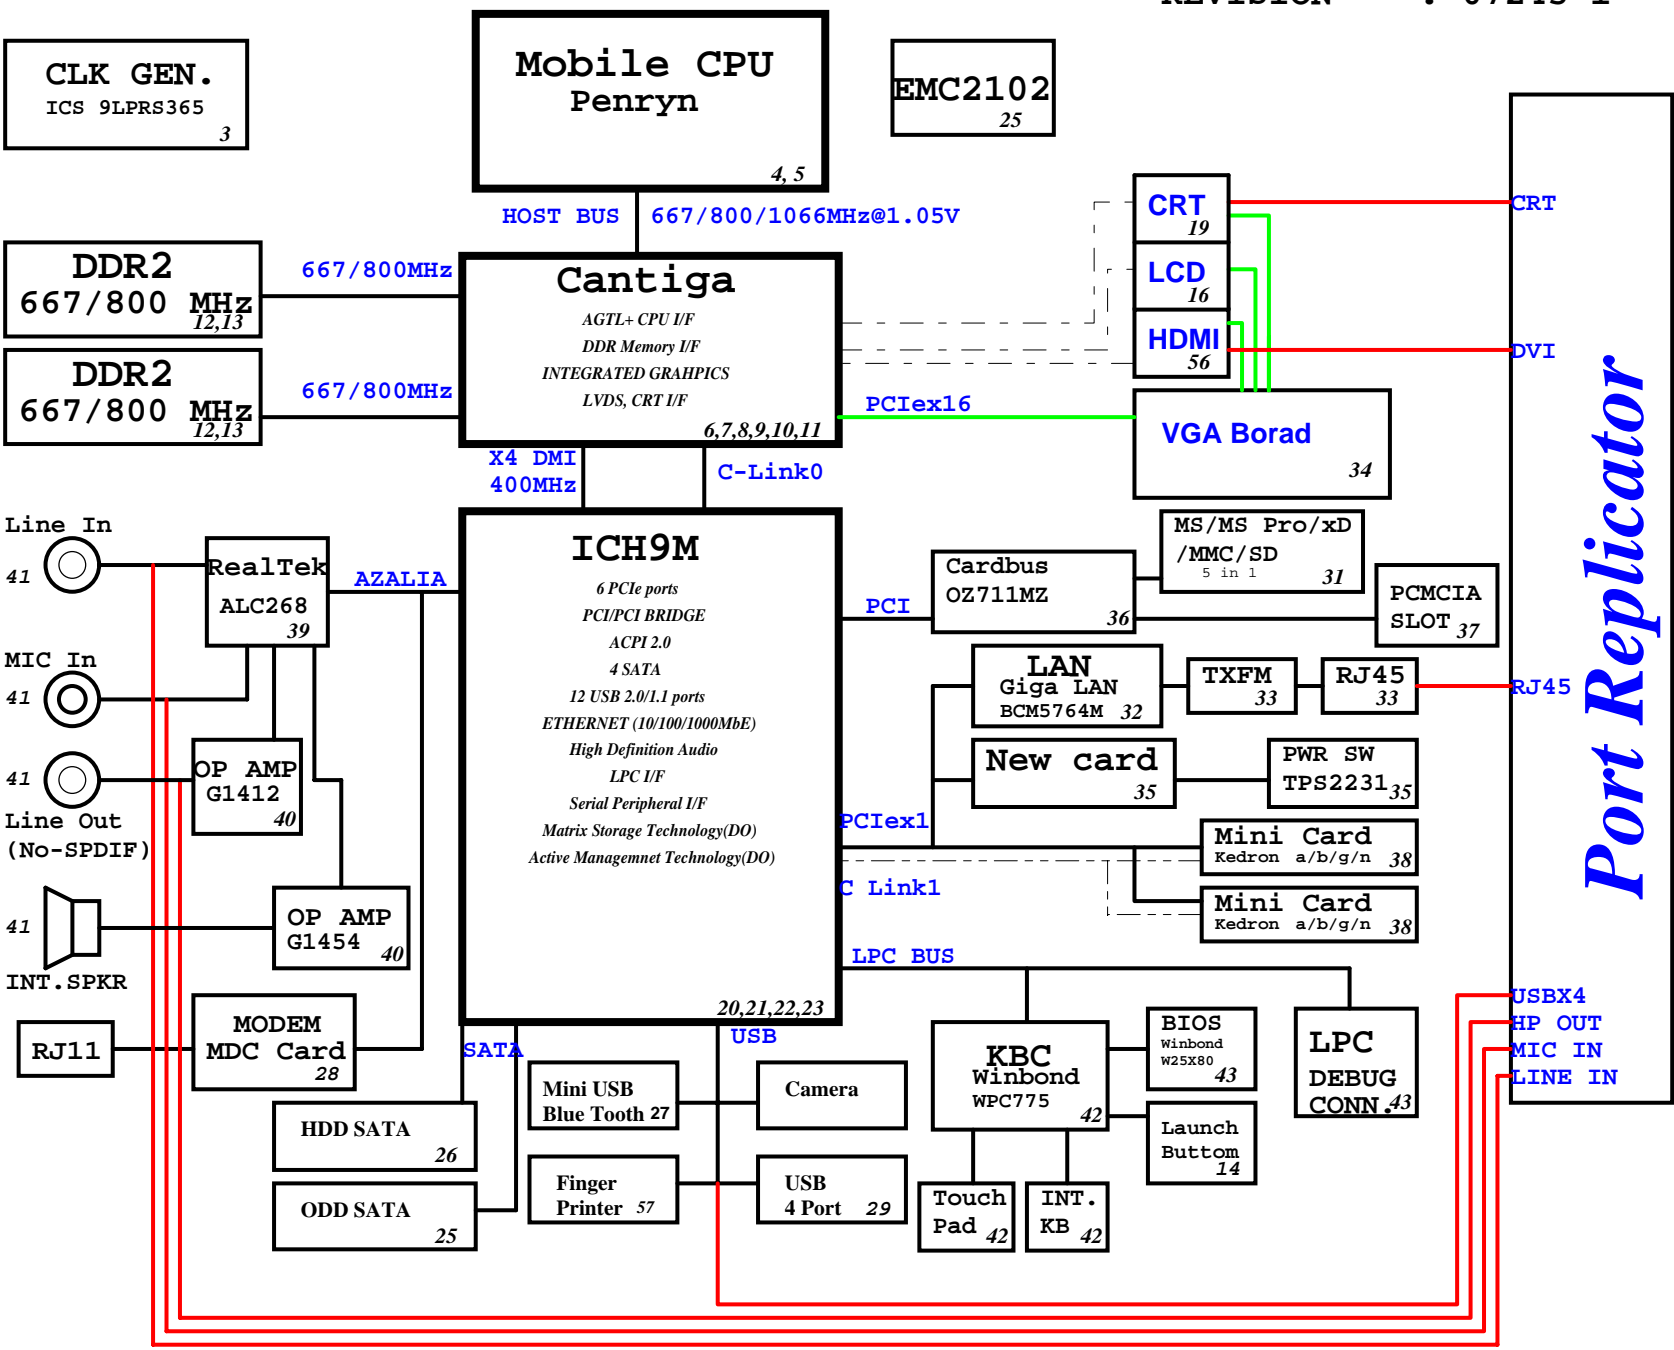 CLK GEN.
ICS 9LPRS365
3
Mobile CPU
Penryn
4, 5
EMC2102
25
HOST BUS
667/800/1066MHz@1.05V
DDR2
667/800 MHz
12,13
667/800MHz
DDR2
667/800 MHz
12,13
667/800MHz
Cantiga
AGTL+ CPU I/F
DDR Memory I/F
INTEGRATED GRAHPICS
LVDS, CRT I/F
6,7,8,9,10,11
CRT
19
LCD
16
HDMI
56
PCIex16
VGA Borad
34
X4 DMI
400MHz
C-Link0
ICH9M
6 PCIe ports
PCI/PCI BRIDGE
ACPI 2.0
4 SATA
12 USB 2.0/1.1 ports
ETHERNET (10/100/1000MbE)
High Definition Audio
LPC I/F
Serial Peripheral I/F
Matrix Storage Technology(DO)
Active Managemnet Technology(DO)
20,21,22,23
Line In
41
RealTek
ALC268
39
AZALIA
MIC In
41
41
OP AMP
G1412
40
Line Out
(No-SPDIF)
41
OP AMP
G1454
40
INT.SPKR
RJ11
MODEM
MDC Card
28
SATA
USB
HDD SATA
26
ODD SATA
25
Mini USB
Blue Tooth 27
Camera
Finger
Printer 57
USB
4 Port 29
PCI
Cardbus
OZ711MZ
36
MS/MS Pro/xD
/MMC/SD
5 in 1
31
PCMCIA
SLOT 37
LAN
Giga LAN
BCM5764M 32
TXFM
33
RJ45
33
New card
35
PWR SW
TPS2231 35
PCIex1
Mini Card
Kedron a/b/g/n 38
C Link1
Mini Card
Kedron a/b/g/n 38
LPC BUS
KBC
Winbond
WPC775
42
BIOS
Winbond
W25X80
43
Launch
Buttom
14
LPC
DEBUG
CONN. 43
Touch
Pad 42
INT.
KB 42
CRT
DVI
RJ45
USBX4
HP OUT
MIC IN
LINE IN
Port Replicator